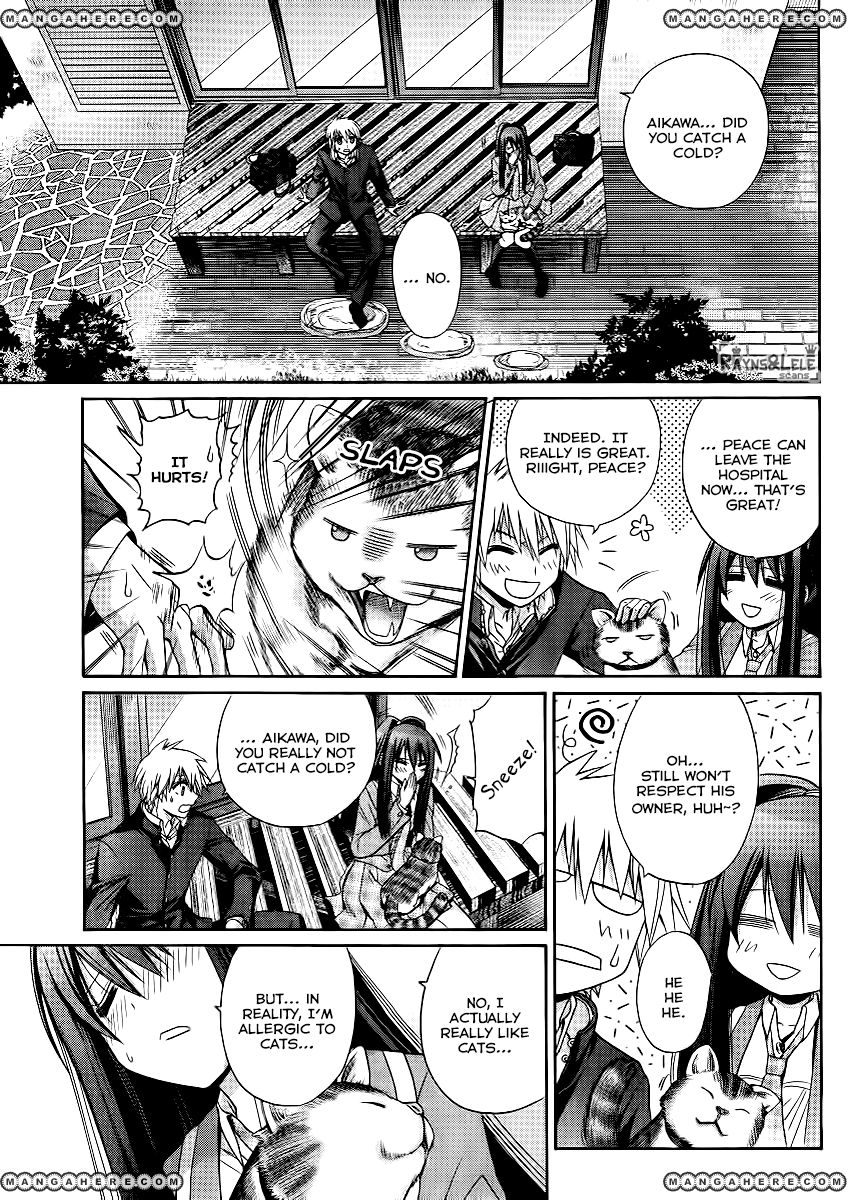 MANGAHERE.COM
MANGAHERE.COM
AIKAWA... DID
YOU CATCH A
COLD?
... NO.
RAYNS&LELE
scans
... PEACE CAN
LEAVE THE
HOSPITAL
NOW... THAT'S
GREAT!
INDEED. IT
REALLY IS GREAT.
RIIIGHT, PEACE?
SLAPS
IT
HURTS!
OH...
STILL WON'T
RESPECT HIS
OWNER, HUH~?
HE
HE
HE.
Sneeze!
... AIKAWA, DID
YOU REALLY NOT
CATCH A COLD?
NO, I
ACTUALLY
REALLY LIKE
CATS...
BUT... IN
REALITY, I'M
ALLERGIC TO
CATS...
MANGAHERE.COM
MANGAHERE.COM